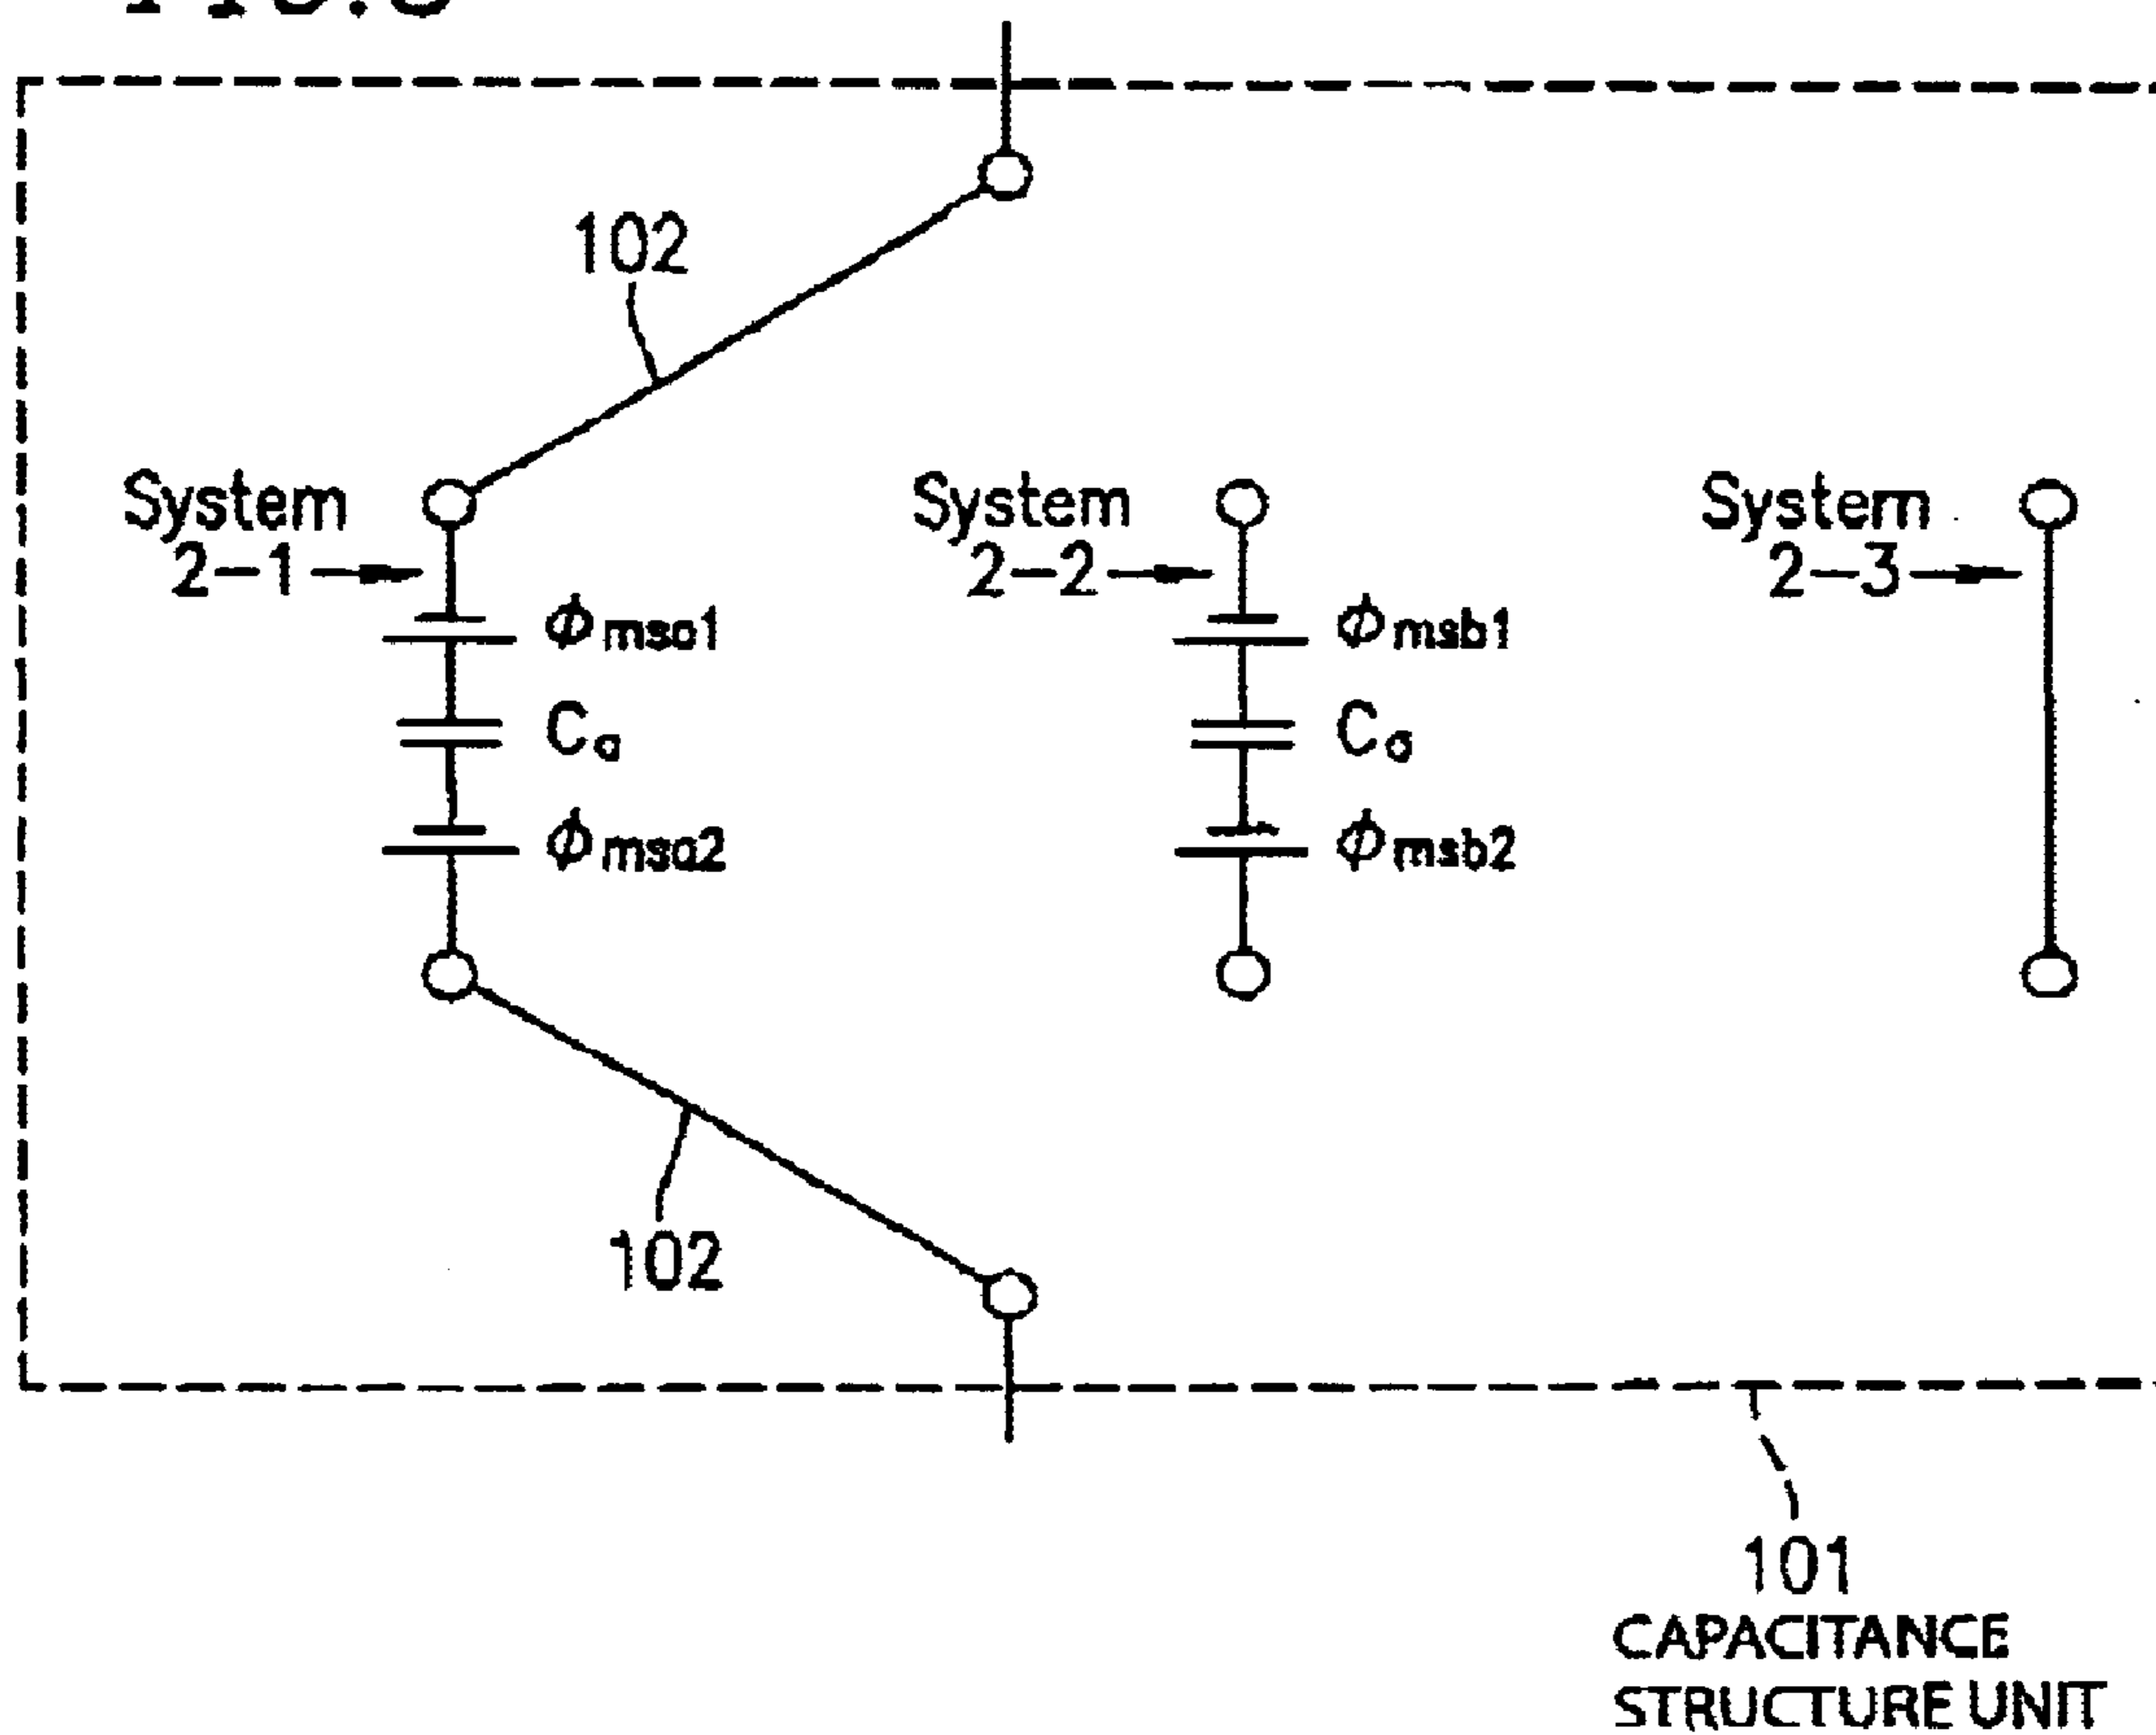 102
System
2-1
System
2-2
System
2-3
ϕmsa1
ϕmsb1
Ca
Ca
ϕmsa2
ϕmsb2
102
101
CAPACITANCE
STRUCTURE UNIT